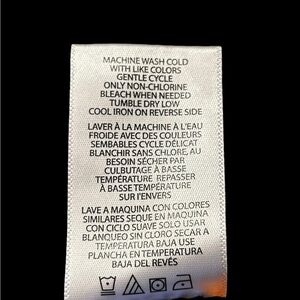 MACHINE WASH COLD
WITH LIKE COLORS
GENTLE CYCLE
ONLY NON-CHLORINE
BLEACH WHEN NEEDED
TUMBLE DRY LOW
COOL IRON ON REVERSE SIDE
LAVER À LA MACHINE À L'EAU
FROIDE AVEC DES COULEURS
SEMBABLES CYCLE DÉLICAT
BLANCHIR SANS CHLORE, AU
BESOIN SÉCHER PAR
CULBUTAGE À BASSE
TEMPÉRATURE REPASSER
À BASSE TEMPÉRATURE
SUR l'ENVERS
LAVE A MAQUINA CON COLORES
SIMILARES SEQUE EN MAQUINA
CON CICLO SUAVE SOLO USAR
BLANQUEO SIN CLORO SECAR A
TEMPERATURA BAJA USE
PLANCHA EN TEMPERATURA
BAJA DEL REVÉS